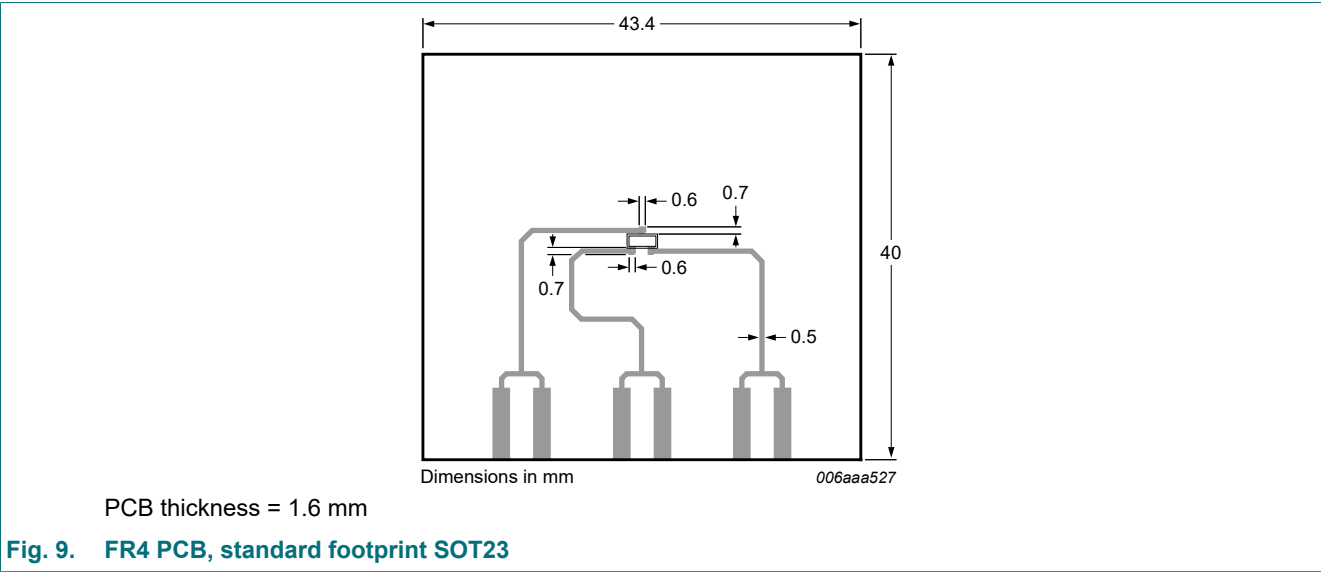 43.4
0.6
0.7
40
0.6
0.7
0.5
Dimensions in mm
006aaa527
PCB thickness = 1.6 mm
Fig. 9. FR4 PCB, standard footprint SOT23